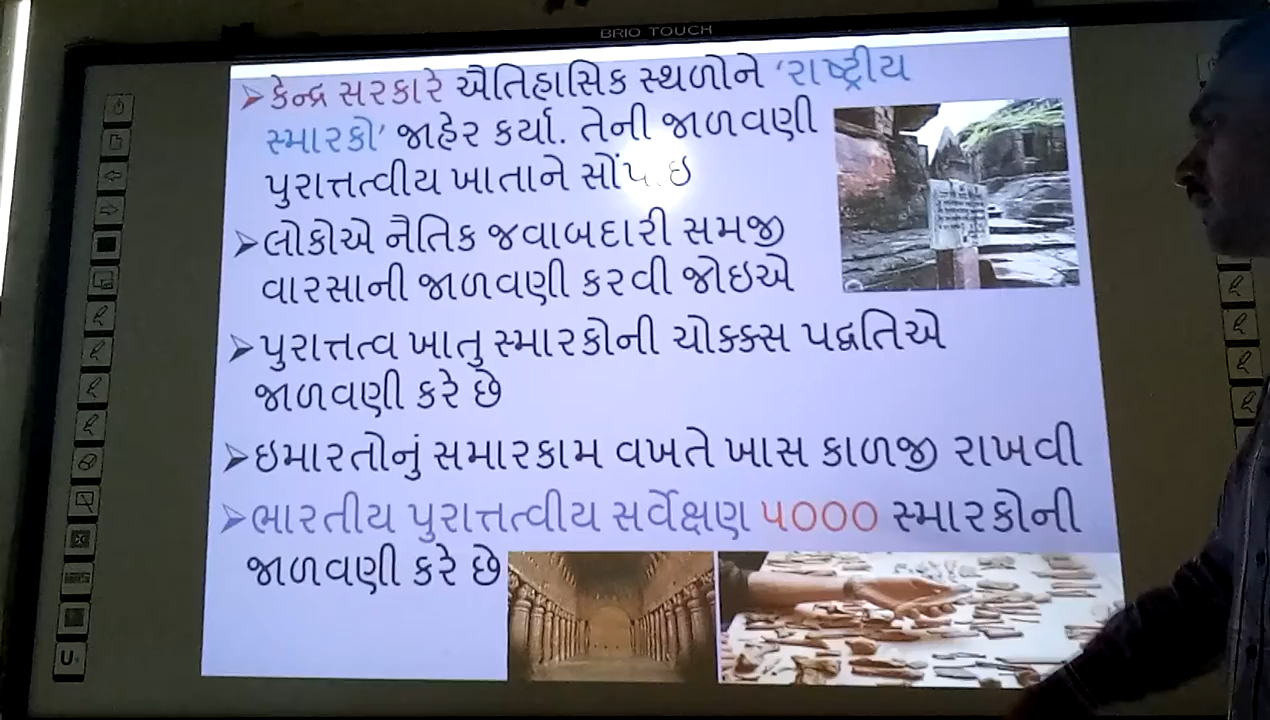 BRIO TOUCH
➢કેન્દ્ર સરકારે ઐતિહાસિક સ્થળોને ‘રાષ્ટ્રીય
સ્મારકો’ જાહેર કર્યા. તેની જાળવણી
પુરાત્તત્વીય ખાતાને
➢લોકોએ નૈતિક જવાબદારી સમજી
વારસાની જાળવણી કરવી જોઇએ
➢પુરાત્તત્વ ખાતુ સ્મારકોની ચોક્ક્સ પદ્ધતિએ
જાળવણી કરે છે
➢ઇમારતોનું સમારકામ વખતે ખાસ કાળજી રાખવી
➢ભારતીય પુરાત્તત્વીય સર્વેક્ષણ ૫૦૦૦ સ્મારકોની
જાળવણી કરે છે